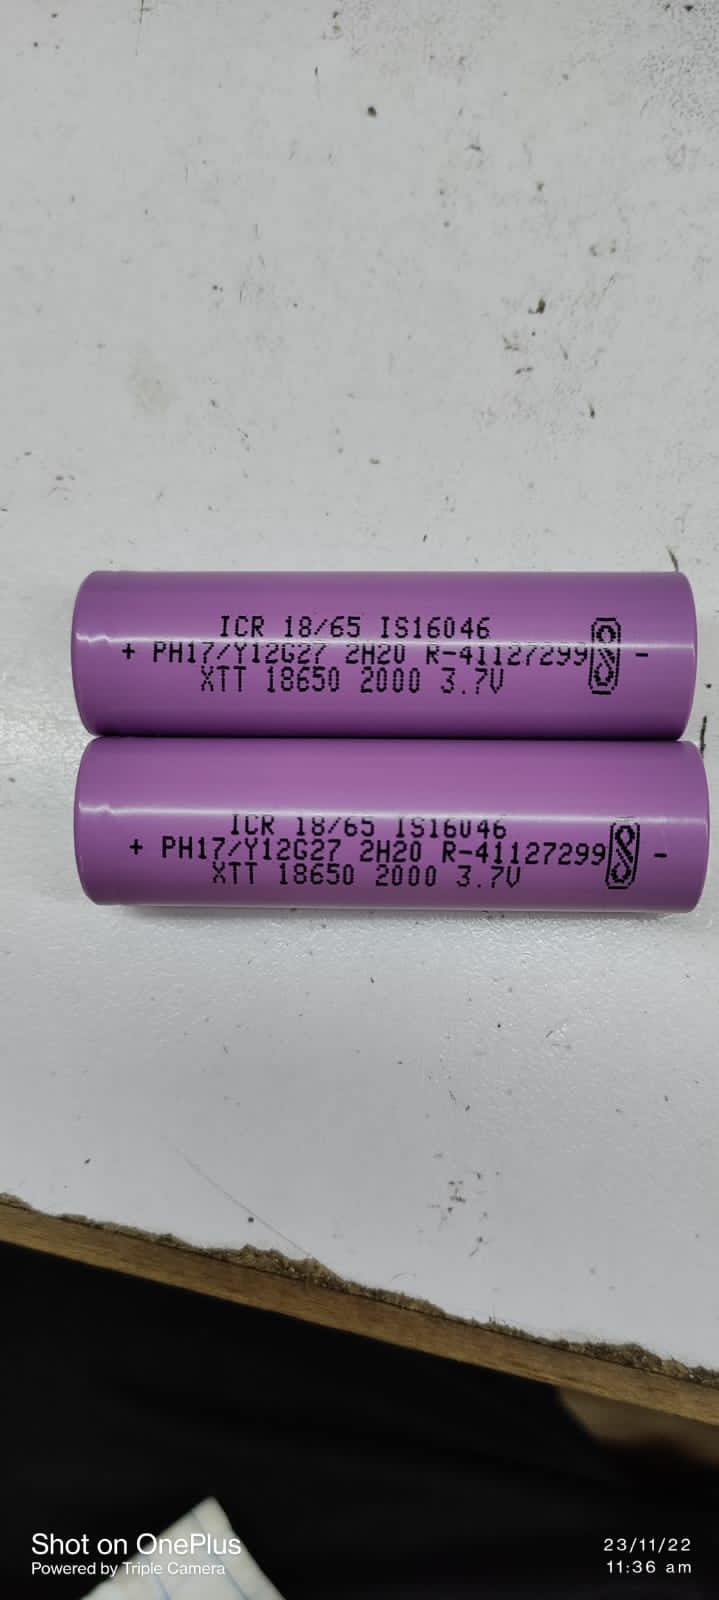 ICR 18/65 IS16046
+ PH17/Y12G27 2H20 R-41127299 -
XTT 18650 2000 3.7V
ICR 18/65 IS16046
+ PH17/Y12G27 2H20 R-41127299 -
XTT 18650 2000 3.7V
Shot on OnePlus
Powered by Triple Camera
23/11/22
11:36 am